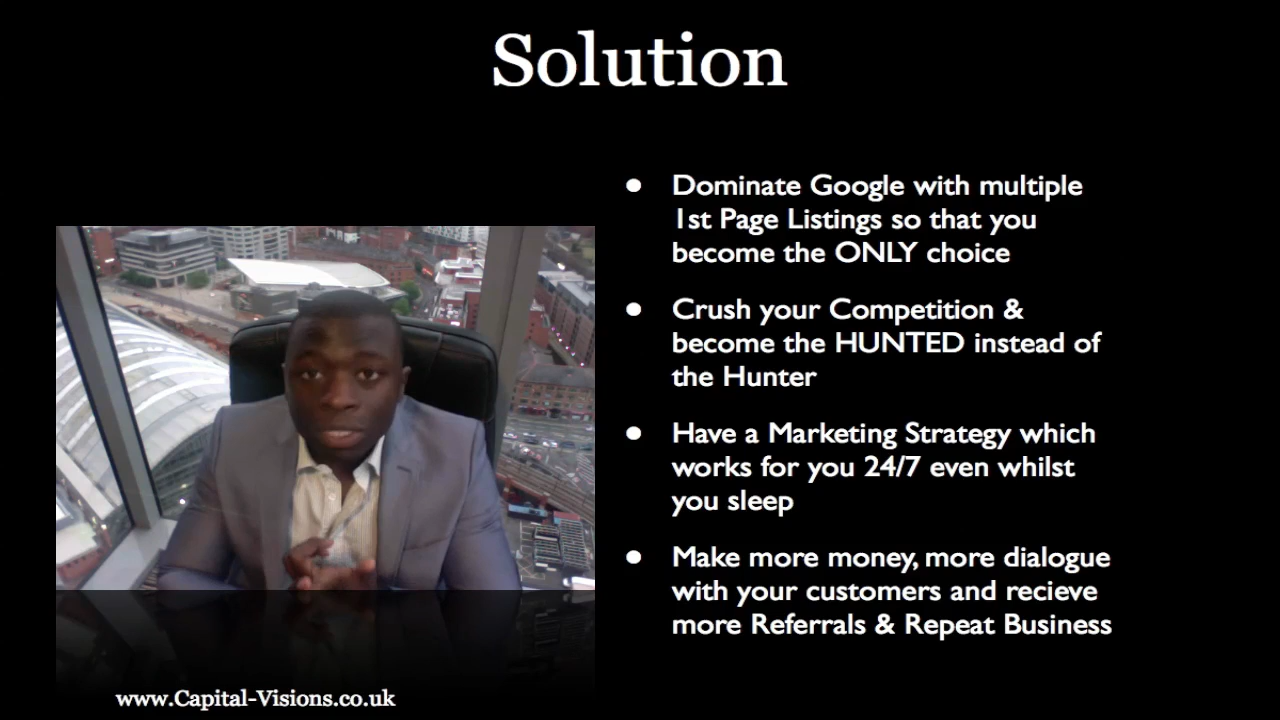 Solution
Dominate Google with multiple
1st Page Listings so that you
become the ONLY choice
Crush your Competition &
become the HUNTED instead of
the Hunter
Have a Marketing Strategy which
works for you 24/7 even whilst
you sleep
Make more money, more dialogue
with your customers and recieve
more Referrals & Repeat Business
www.Capital-Visions.co.uk